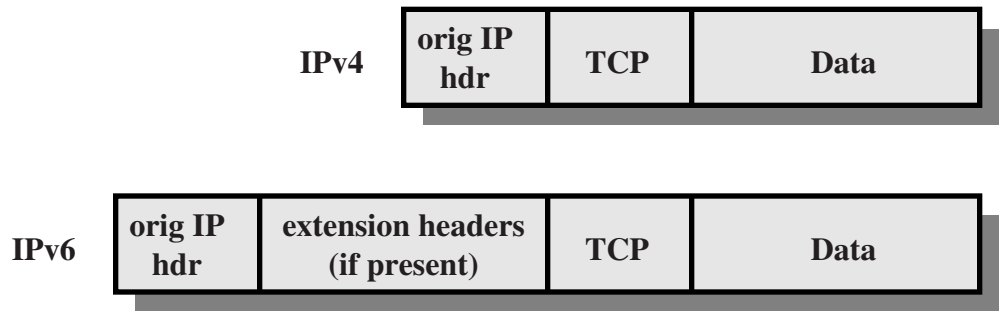 IPv4
orig IP
hdr
TCP
Data
IPv6
orig IP
hdr
extension headers
(if present)
TCP
Data